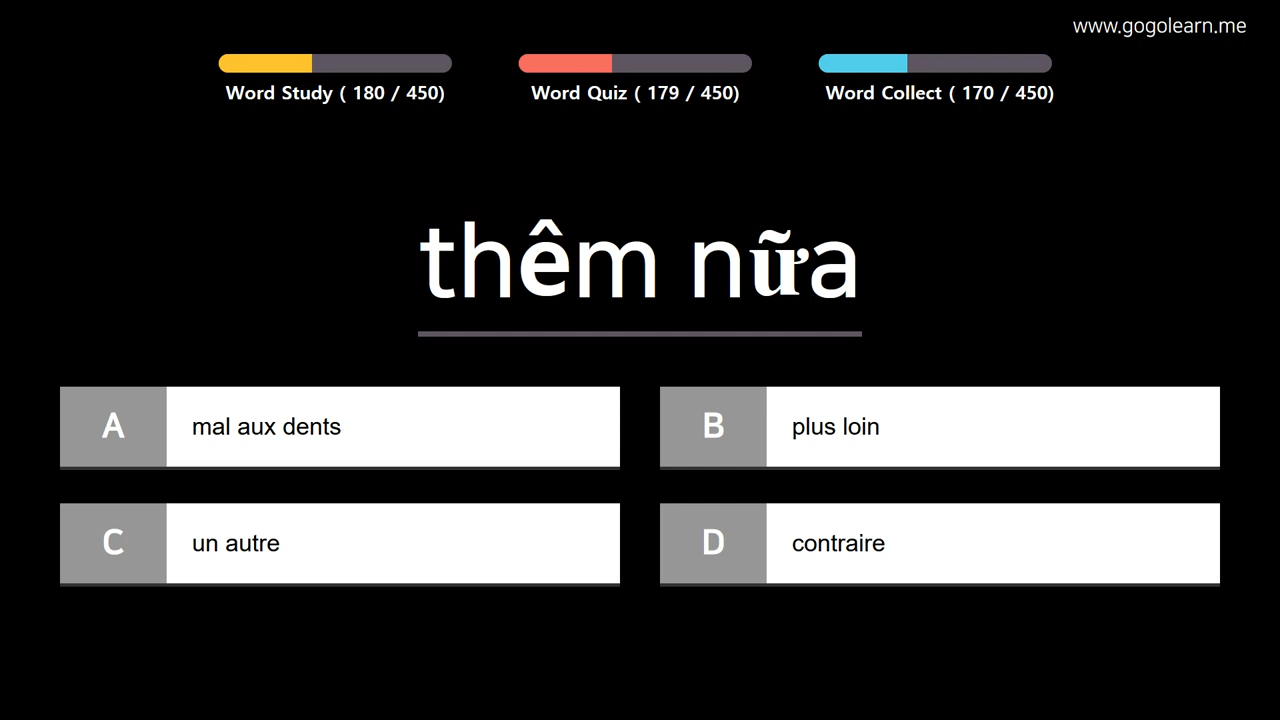 www.gogolearn.me
Word Study ( 180 / 450)
Word Quiz ( 179 / 450)
Word Collect ( 170 / 450)
thêm nữa
A mal aux dents
B plus loin
C un autre
D contraire